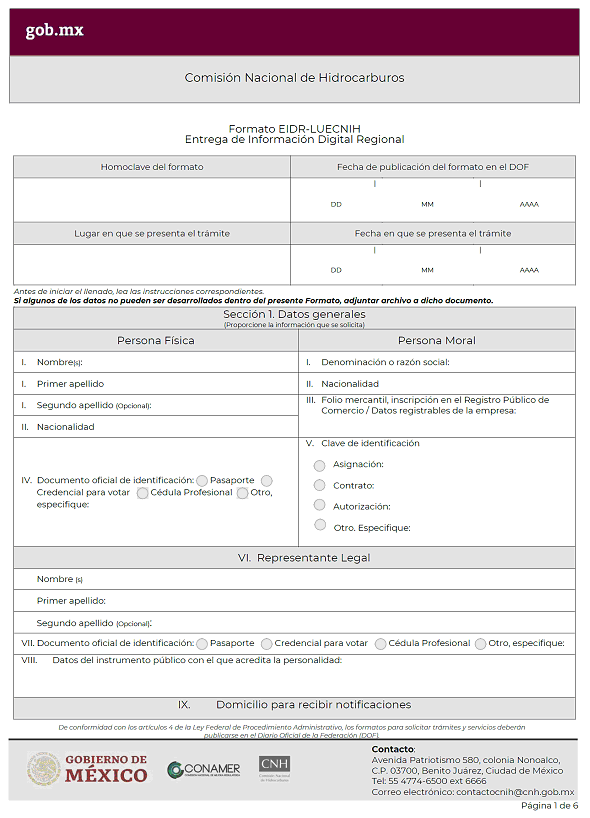 gob.mx
Comisión Nacional de Hidrocarburos
Formato EIDR-LUECNIH
Entrega de Información Digital Regional
Homoclave del formato
Fecha de publicación del formato en el DOF
DD MM AAAA
Lugar en que se presenta el trámite
Fecha en que se presenta el trámite
DD MM AAAA
Antes de iniciar el llenado, lea las instrucciones correspondientes.
Si algunos de los datos no pueden ser desarrollados dentro del presente Formato, adjuntar archivo a dicho documento.
Sección 1. Datos generales
(Proporcione la información que se solicita)
Persona Física
Persona Moral
I. Nombre(s):
I. Denominación o razón social:
I. Primer apellido
II. Nacionalidad
I. Segundo apellido (Opcional):
III. Folio mercantil, inscripción en el Registro Público de
Comercio / Datos registrables de la empresa:
II. Nacionalidad
IV. Documento oficial de identificación: Pasaporte
Credencial para votar Cédula Profesional Otro,
especifique:
V. Clave de identificación
Asignación:
Contrato:
Autorización:
Otro. Especifique:
VI. Representante Legal
Nombre (s)
Primer apellido:
Segundo apellido (Opcional):
VII. Documento oficial de identificación: Pasaporte Credencial para votar Cédula Profesional Otro, especifique:
VIII. Datos del instrumento público con el que acredita la personalidad:
IX. Domicilio para recibir notificaciones
De conformidad con los artículos 4 de la Ley Federal de Procedimiento Administrativo, los formatos para solicitar trámites y servicios deberán
publicarse en el Diario Oficial de la Federación (DOF).
GOBIERNO DE
MÉXICO
CONAMER
CNH
Comisión Nacional
de Hidrocarburos
Contacto:
Avenida Patriotismo 580, colonia Nonoalco,
C.P. 03700, Benito Juárez, Ciudad de México
Tel: 55 4774-6500 ext 6666
Correo electrónico: contactocnih@cnh.gob.mx
Página 1 de 6